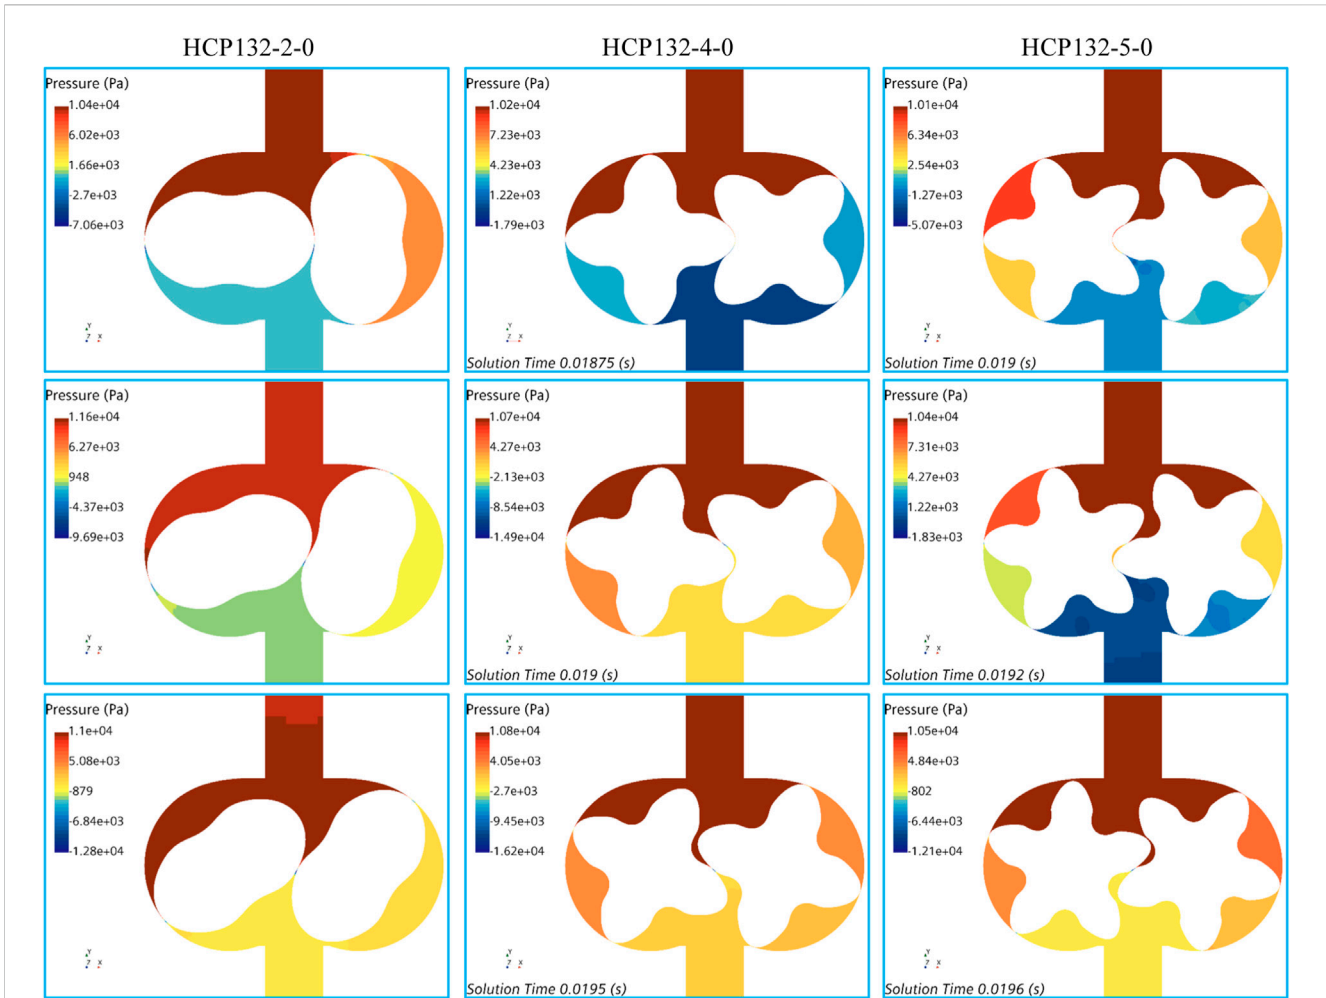 HCP132-2-0 HCP132-4-0 HCP132-5-0
Pressure (Pa)
1.04e+04
6.02e+03
1.66e+03
-2.7e+03
-7.06e+03
Y
Z X
Pressure (Pa)
1.02e+04
7.23e+03
4.23e+03
1.22e+03
-1.79e+03
Y
Z X
Solution Time 0.01875 (s)
Pressure (Pa)
1.01e+04
6.34e+03
2.54e+03
-1.27e+03
-5.07e+03
Y
Z X
Solution Time 0.019 (s)
Pressure (Pa)
1.16e+04
6.27e+03
948
-4.37e+03
-9.69e+03
Y
Z X
Pressure (Pa)
1.07e+04
4.27e+03
-2.13e+03
-8.54e+03
-1.49e+04
Y
Z X
Solution Time 0.019 (s)
Pressure (Pa)
1.04e+04
7.31e+03
4.27e+03
1.22e+03
-1.83e+03
Y
Z X
Solution Time 0.0192 (s)
Pressure (Pa)
1.1e+04
5.08e+03
-879
-6.84e+03
-1.28e+04
Y
Z X
Pressure (Pa)
1.08e+04
4.05e+03
-2.7e+03
-9.45e+03
-1.62e+04
Y
Z X
Solution Time 0.0195 (s)
Pressure (Pa)
1.05e+04
4.84e+03
-802
-6.44e+03
-1.21e+04
Y
Z X
Solution Time 0.0196 (s)